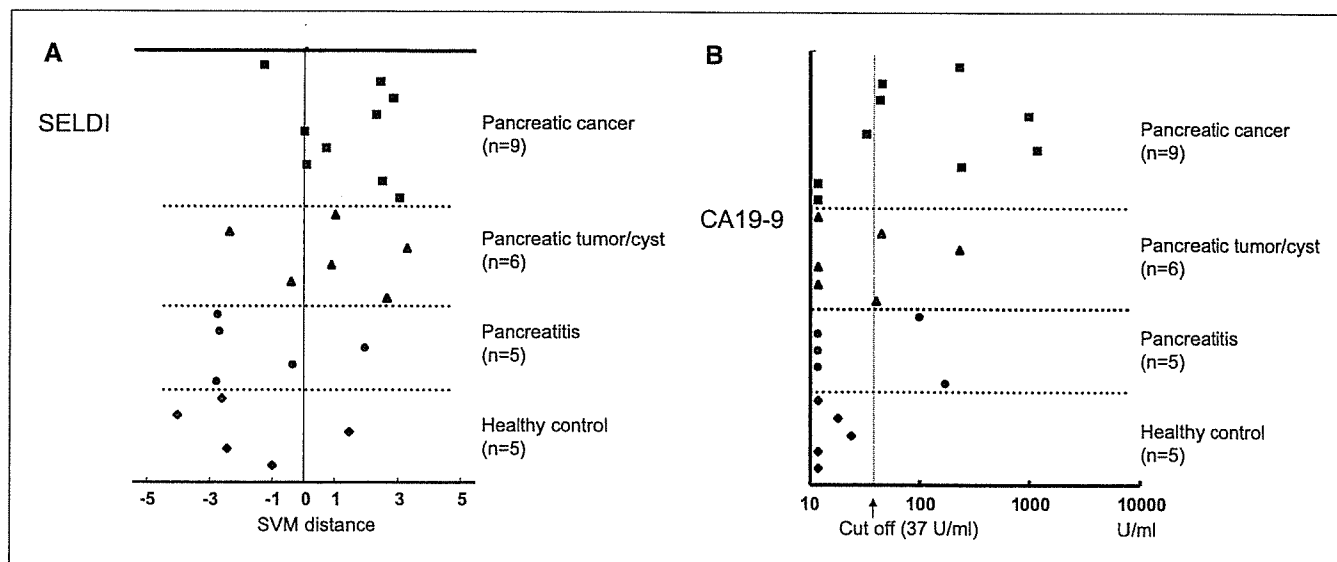 A
SELDI
Pancreatic cancer
(n=9)
Pancreatic tumor/cyst
(n=6)
Pancreatitis
(n=5)
Healthy control
(n=5)
-5 -3 -1 0 1 3 5
SVM distance
B
CA19-9
Pancreatic cancer
(n=9)
Pancreatic tumor/cyst
(n=6)
Pancreatitis
(n=5)
Healthy control
(n=5)
10 100 1000 10000
Cut off (37 U/ml) U/ml